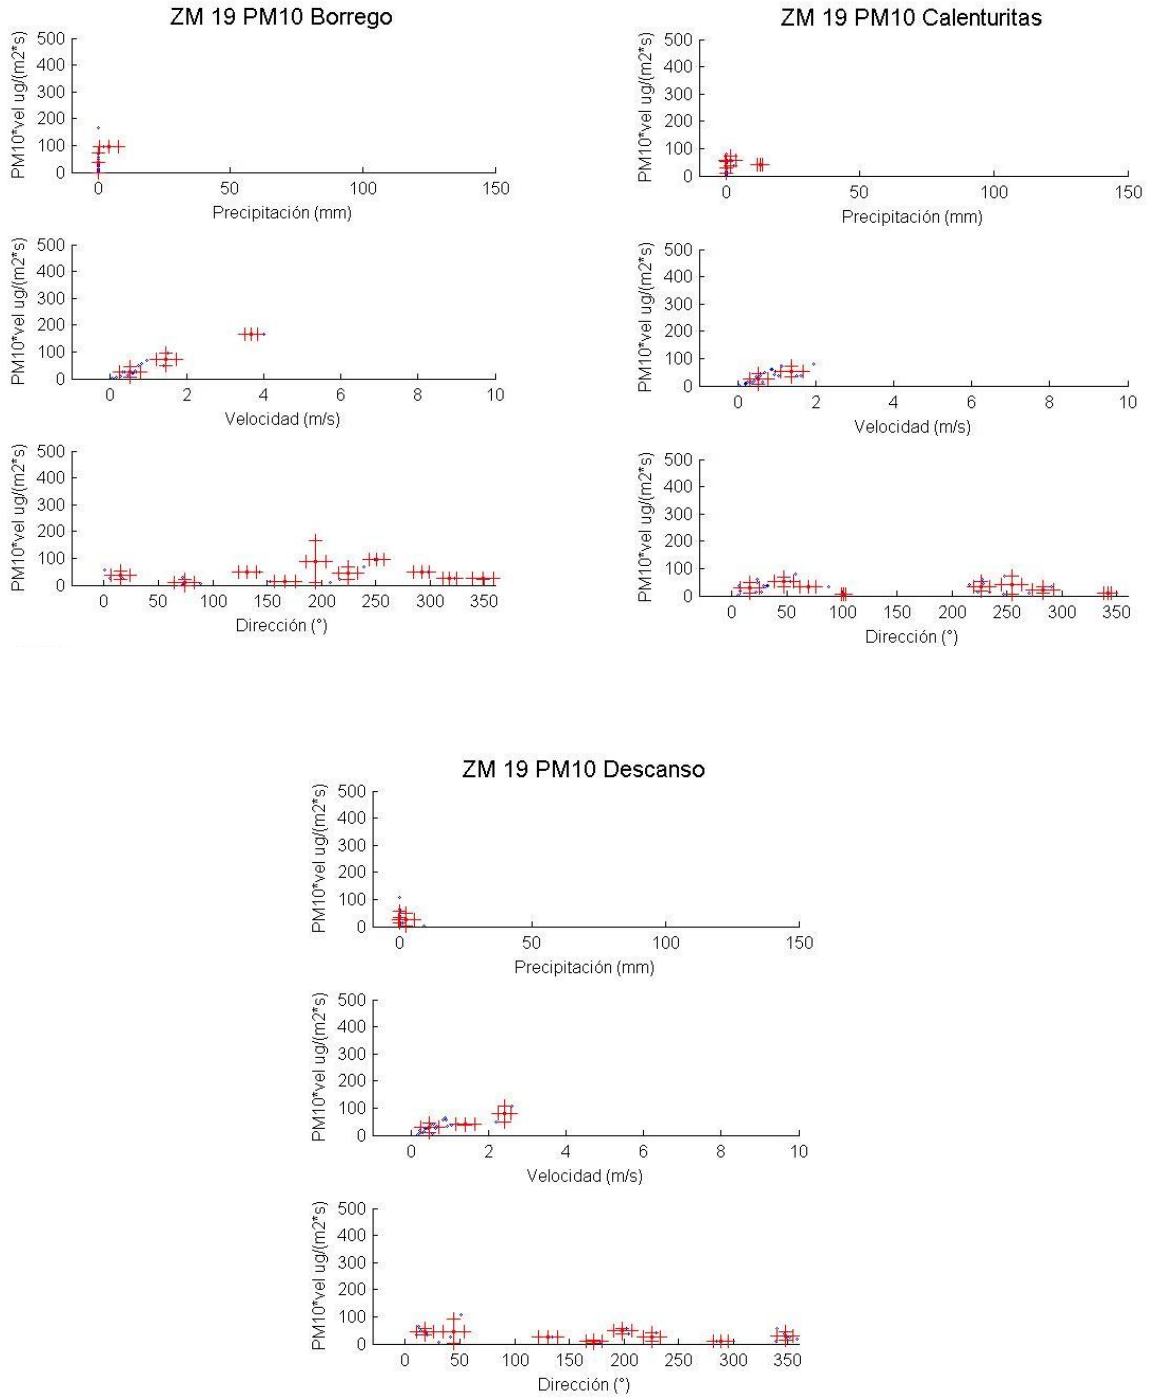 ZM 19 PM10 Borrego
PM10*vel ug/(m2*s)
500
400
300
200
100
0
0 50 100 150
Precipitación (mm)
PM10*vel ug/(m2*s)
500
400
300
200
100
0
0 2 4 6 8 10
Velocidad (m/s)
PM10*vel ug/(m2*s)
500
400
300
200
100
0
0 50 100 150 200 250 300 350
Dirección (°)
ZM 19 PM10 Calenturitas
PM10*vel ug/(m2*s)
500
400
300
200
100
0
0 50 100 150
Precipitación (mm)
PM10*vel ug/(m2*s)
500
400
300
200
100
0
0 2 4 6 8 10
Velocidad (m/s)
PM10*vel ug/(m2*s)
500
400
300
200
100
0
0 50 100 150 200 250 300 350
Dirección (°)
ZM 19 PM10 Descanso
PM10*vel ug/(m2*s)
500
400
300
200
100
0
0 50 100 150
Precipitación (mm)
PM10*vel ug/(m2*s)
500
400
300
200
100
0
0 2 4 6 8 10
Velocidad (m/s)
PM10*vel ug/(m2*s)
500
400
300
200
100
0
0 50 100 150 200 250 300 350
Dirección (°)